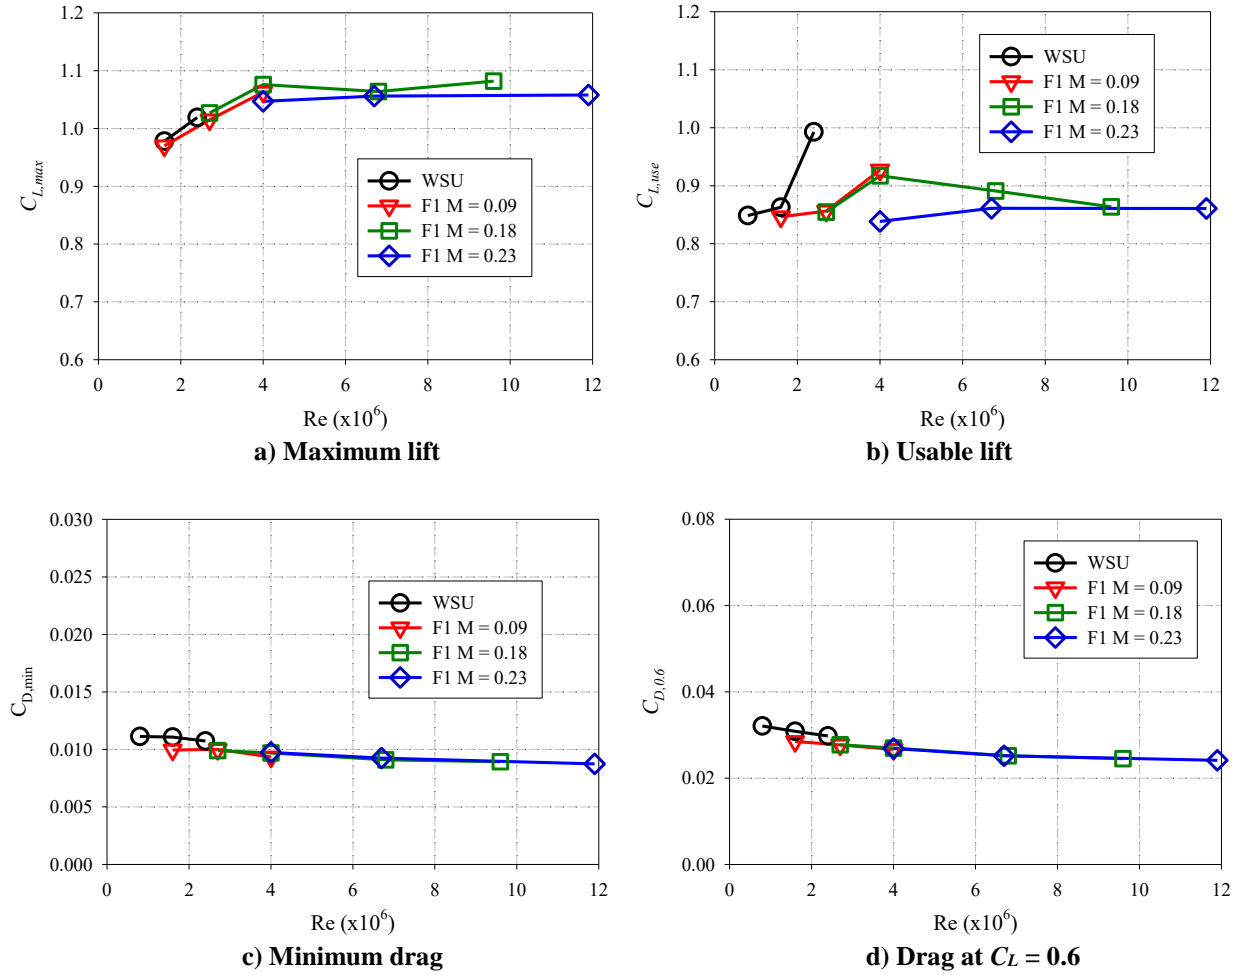 1.2
1.1
1.0
0.9
0.8
0.7
0.6
C_{L,max}
WSU
F1 M = 0.09
F1 M = 0.18
F1 M = 0.23
0 2 4 6 8 10 12
Re (x10^6)
a) Maximum lift
1.2
1.1
1.0
0.9
0.8
0.7
0.6
C_{L,use}
WSU
F1 M = 0.09
F1 M = 0.18
F1 M = 0.23
0 2 4 6 8 10 12
Re (x10^6)
b) Usable lift
0.030
0.025
0.020
0.015
0.010
0.005
0.000
C_{D,min}
WSU
F1 M = 0.09
F1 M = 0.18
F1 M = 0.23
0 2 4 6 8 10 12
Re (x10^6)
c) Minimum drag
0.08
0.06
0.04
0.02
0.00
C_{D,0.6}
WSU
F1 M = 0.09
F1 M = 0.18
F1 M = 0.23
0 2 4 6 8 10 12
Re (x10^6)
d) Drag at C_L = 0.6